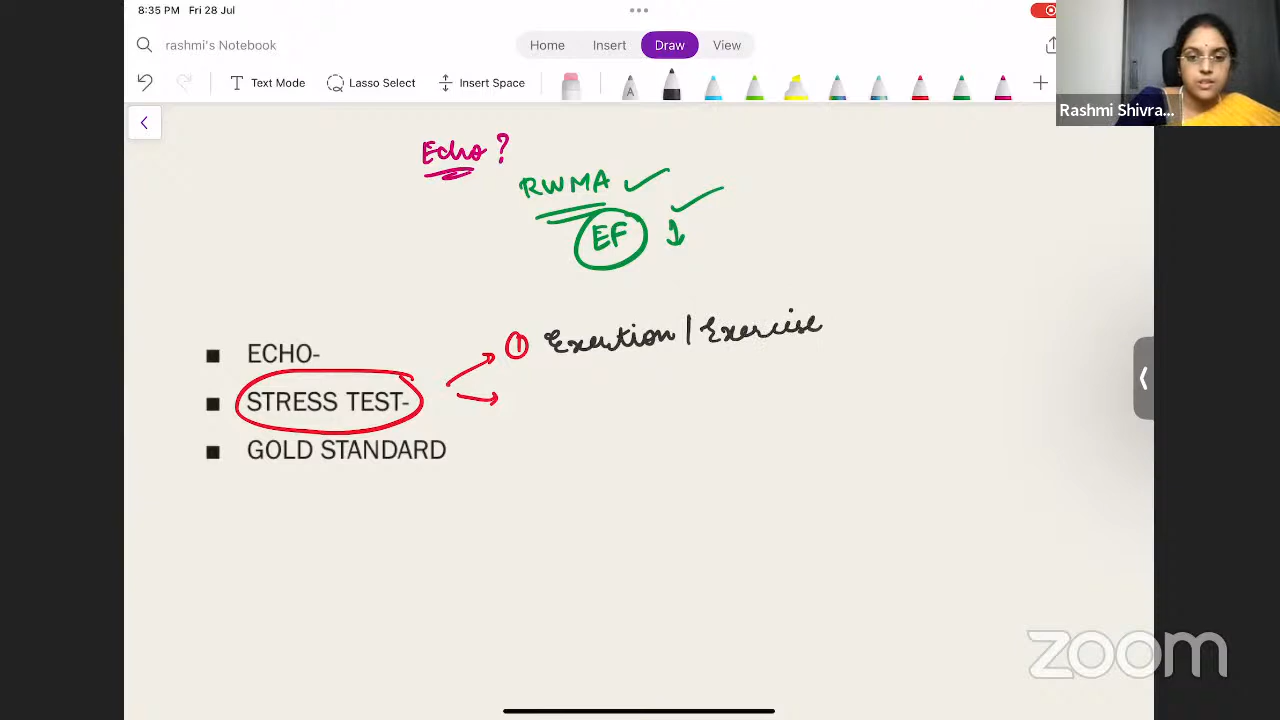 8:35 PM Fri 28 Jul
rashmi's Notebook
Home Insert Draw View
Text Mode Lasso Select Insert Space
A
Rashmi Shivra...
Echo ?
RWMA ✓
EF ↓ ✓
① Exertion / Exercise
■ ECHO-
■ STRESS TEST-
■ GOLD STANDARD
zoom